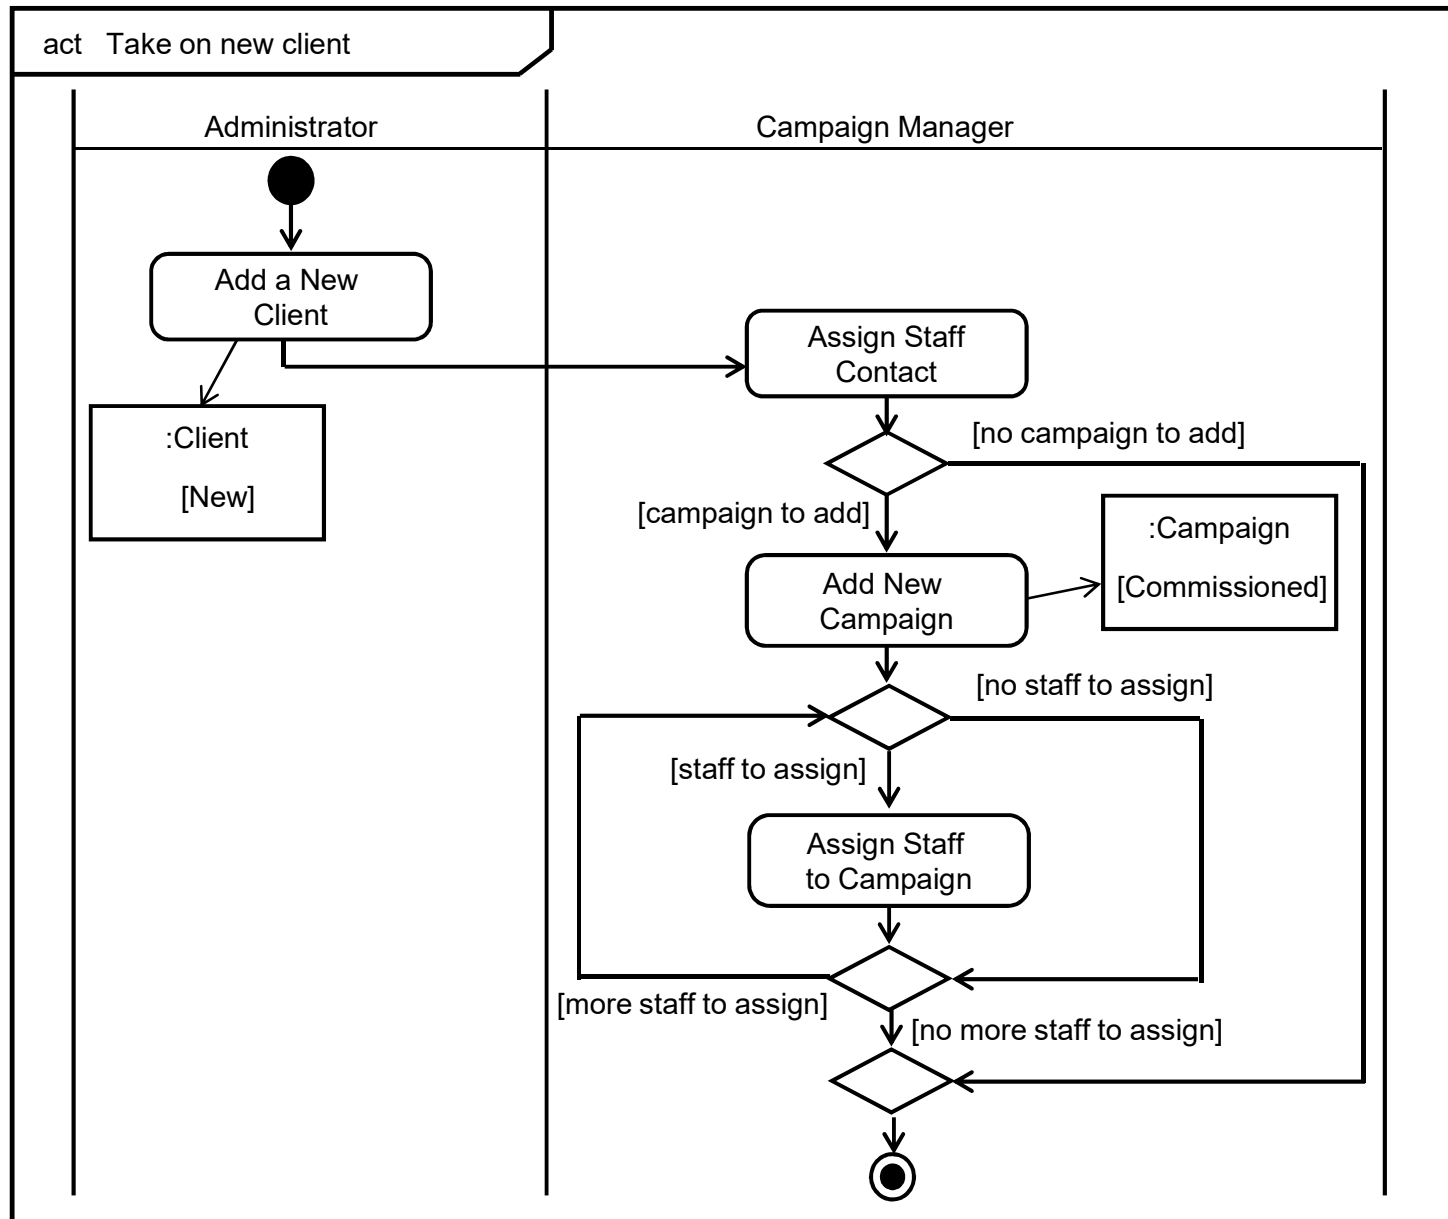 act Take on new client
Administrator
Campaign Manager
Add a New
Client
Assign Staff
Contact
:Client
[New]
[no campaign to add]
[campaign to add]
:Campaign
[Commissioned]
Add New
Campaign
[no staff to assign]
[staff to assign]
Assign Staff
to Campaign
[more staff to assign]
[no more staff to assign]